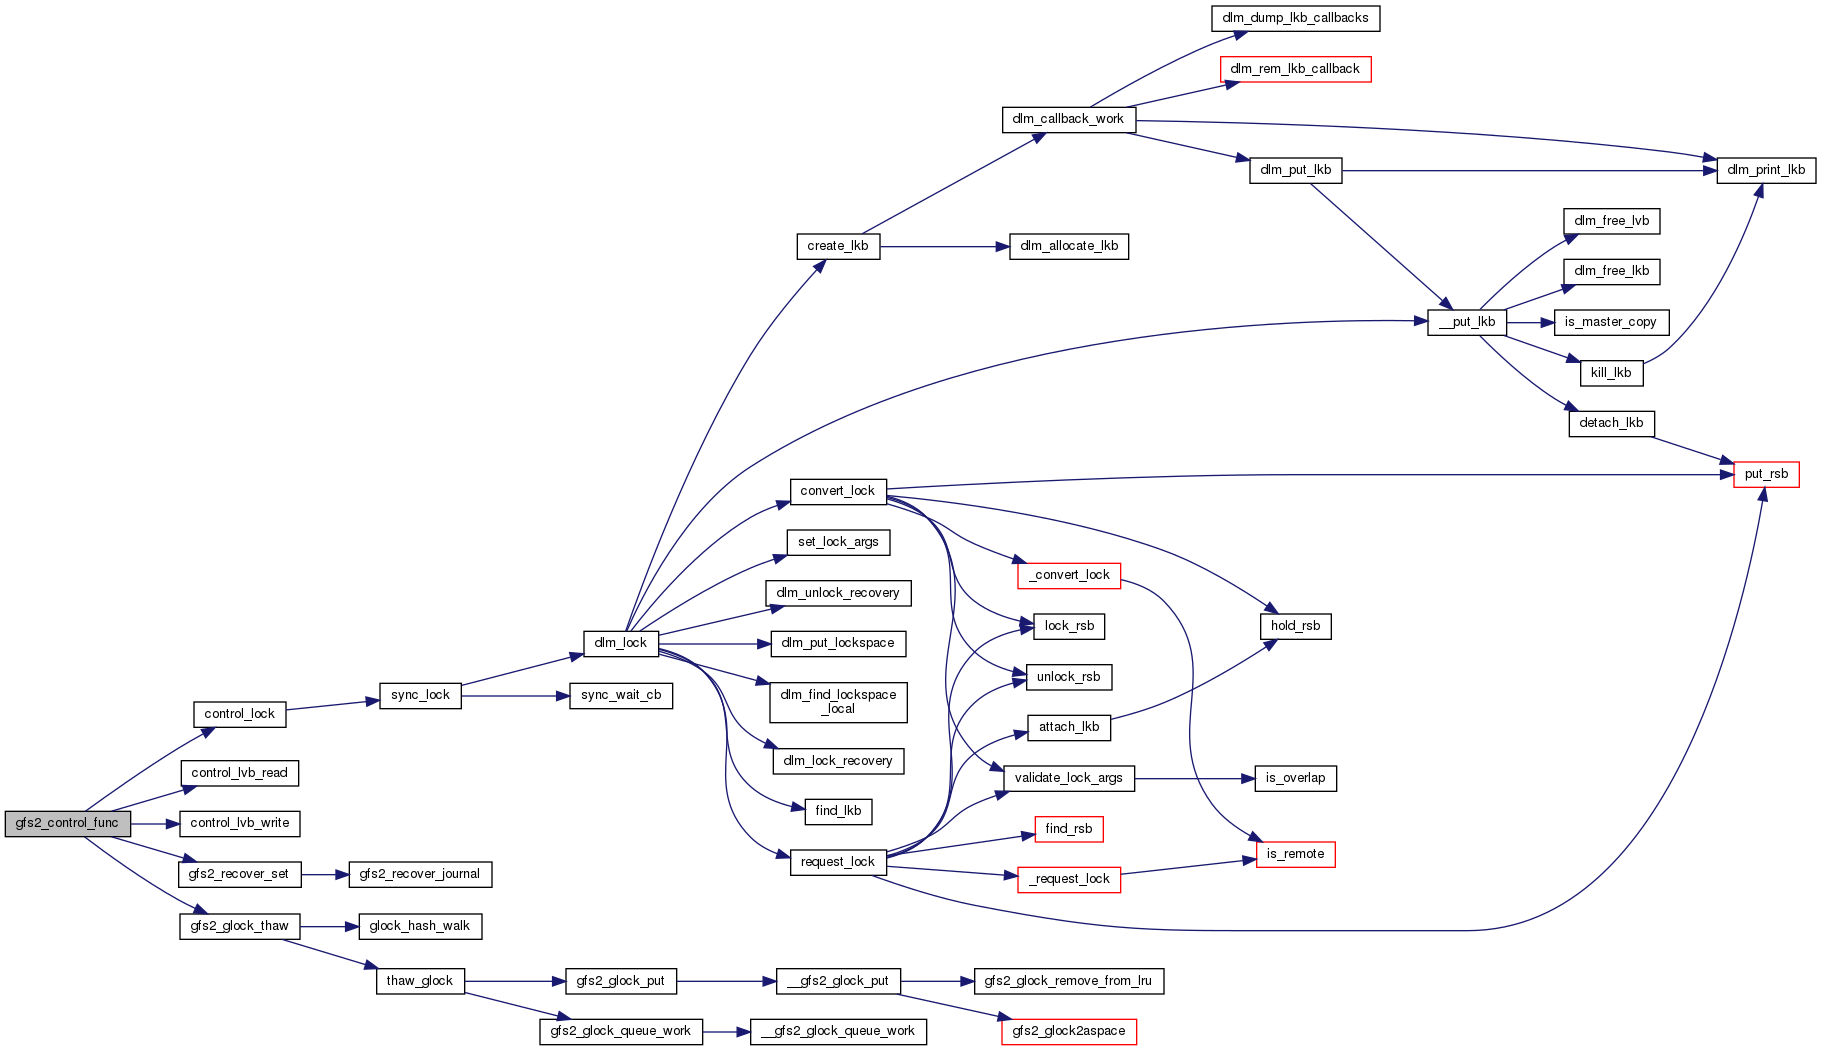 dlm_dump_lkb_callbacks
dlm_rem_lkb_callback
dlm_callback_work
dlm_put_lkb
dlm_print_lkb
dlm_free_lvb
create_lkb
dlm_allocate_lkb
dlm_free_lkb
__put_lkb
is_master_copy
kill_lkb
detach_lkb
put_rsb
convert_lock
set_lock_args
_convert_lock
dlm_unlock_recovery
lock_rsb
hold_rsb
dlm_lock
dlm_put_lockspace
unlock_rsb
sync_lock
sync_wait_cb
dlm_find_lockspace
_local
control_lock
attach_lkb
dlm_lock_recovery
control_lvb_read
validate_lock_args
is_overlap
find_lkb
gfs2_control_func
control_lvb_write
find_rsb
request_lock
is_remote
gfs2_recover_set
gfs2_recover_journal
_request_lock
gfs2_glock_thaw
glock_hash_walk
thaw_glock
gfs2_glock_put
__gfs2_glock_put
gfs2_glock_remove_from_lru
gfs2_glock_queue_work
__gfs2_glock_queue_work
gfs2_glock2aspace